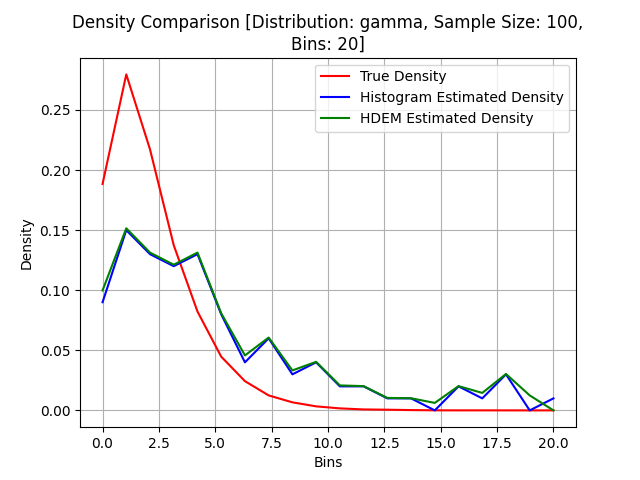 Density Comparison [Distribution: gamma, Sample Size: 100,
Bins: 20]
True Density
Histogram Estimated Density
HDEM Estimated Density
Density
0.25
0.20
0.15
0.10
0.05
0.00
0.0 2.5 5.0 7.5 10.0 12.5 15.0 17.5 20.0
Bins